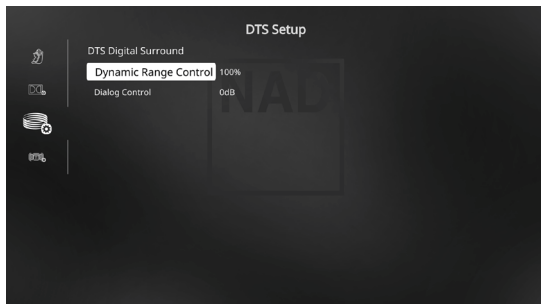 DTS Setup
DTS Digital Surround
Dynamic Range Control 100%
Dialog Control 0dB
NAD